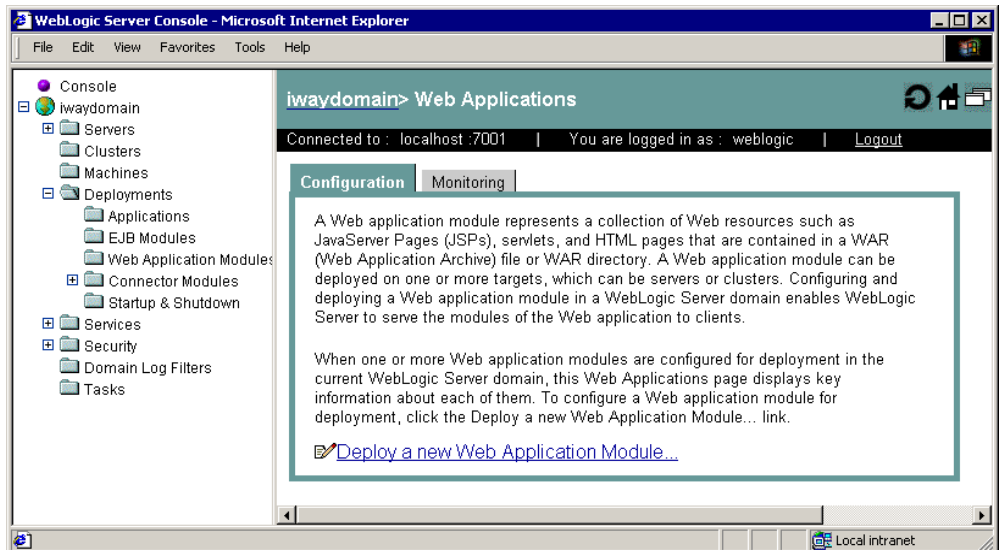 WebLogic Server Console - Microsoft Internet Explorer
File Edit View Favorites Tools Help
Console
iwaydomain
Servers
Clusters
Machines
Deployments
Applications
EJB Modules
Web Application Modules
Connector Modules
Startup & Shutdown
Services
Security
Domain Log Filters
Tasks
iwaydomain> Web Applications
Connected to : localhost :7001 | You are logged in as : weblogic | Logout
Configuration Monitoring
A Web application module represents a collection of Web resources such as
JavaServer Pages (JSPs), servlets, and HTML pages that are contained in a WAR
(Web Application Archive) file or WAR directory. A Web application module can be
deployed on one or more targets, which can be servers or clusters. Configuring and
deploying a Web application module in a WebLogic Server domain enables WebLogic
Server to serve the modules of the Web application to clients.
When one or more Web application modules are configured for deployment in the
current WebLogic Server domain, this Web Applications page displays key
information about each of them. To configure a Web application module for
deployment, click the Deploy a new Web Application Module... link.
Deploy a new Web Application Module...
Local intranet